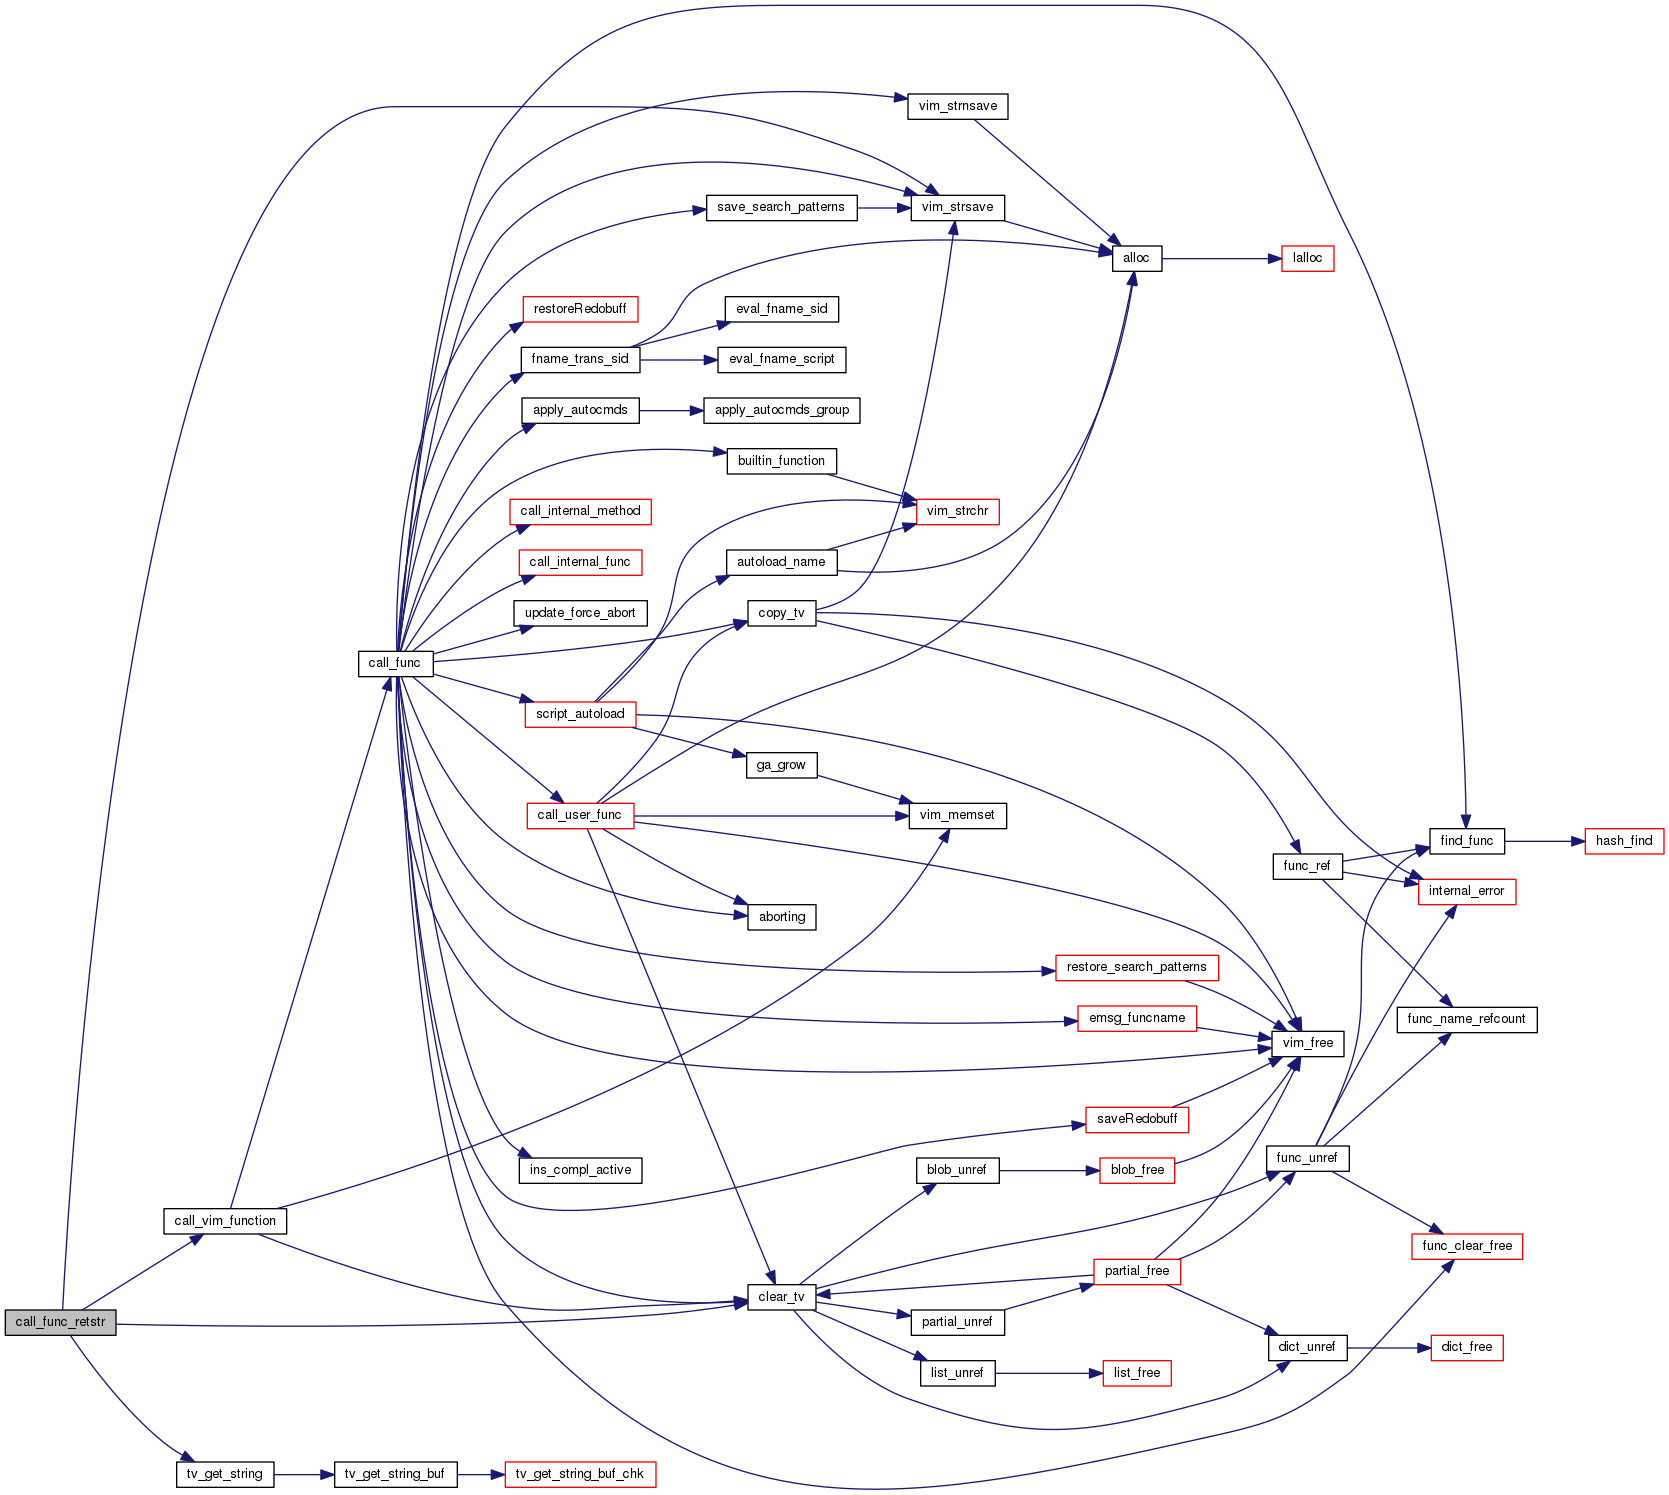 vim_strnsave
save_search_patterns
vim_strsave
alloc
lalloc
restoreRedobuff
eval_fname_sid
fname_trans_sid
eval_fname_script
apply_autocmds
apply_autocmds_group
builtin_function
call_internal_method
vim_strchr
call_internal_func
autoload_name
update_force_abort
copy_tv
call_func
script_autoload
ga_grow
call_user_func
vim_memset
find_func
hash_find
func_ref
internal_error
aborting
restore_search_patterns
emsg_funcname
func_name_refcount
vim_free
saveRedobuff
func_unref
ins_compl_active
blob_unref
blob_free
call_vim_function
func_clear_free
partial_free
clear_tv
call_func_retstr
partial_unref
dict_unref
dict_free
list_unref
list_free
tv_get_string
tv_get_string_buf
tv_get_string_buf_chk